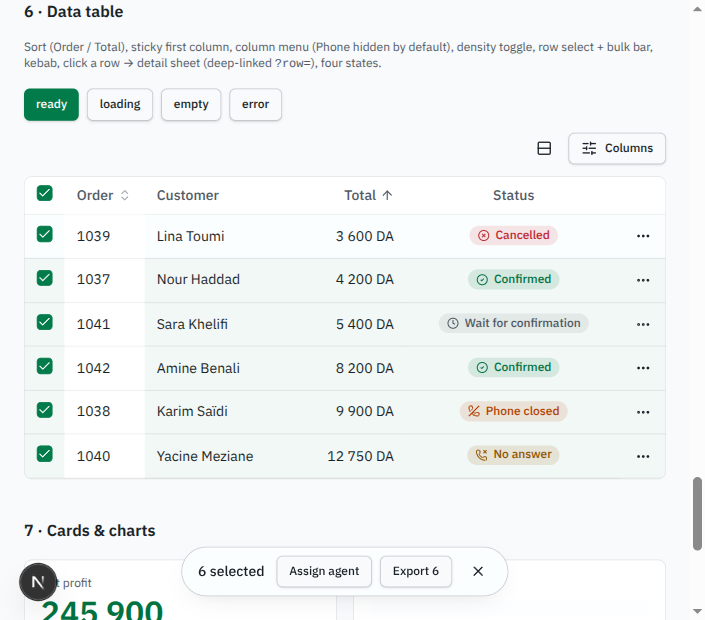 6 · Data table
Sort (Order / Total), sticky first column, column menu (Phone hidden by default), density toggle, row select + bulk bar,
kebab, click a row → detail sheet (deep-linked ?row=), four states.
ready loading empty error
Columns
Order Customer Total ↑ Status
1039 Lina Toumi 3 600 DA Cancelled
1037 Nour Haddad 4 200 DA Confirmed
1041 Sara Khelifi 5 400 DA Wait for confirmation
1042 Amine Benali 8 200 DA Confirmed
1038 Karim Saïdi 9 900 DA Phone closed
1040 Yacine Meziane 12 750 DA No answer
7 · Cards & charts
6 selected Assign agent Export 6
N
profit
245 900